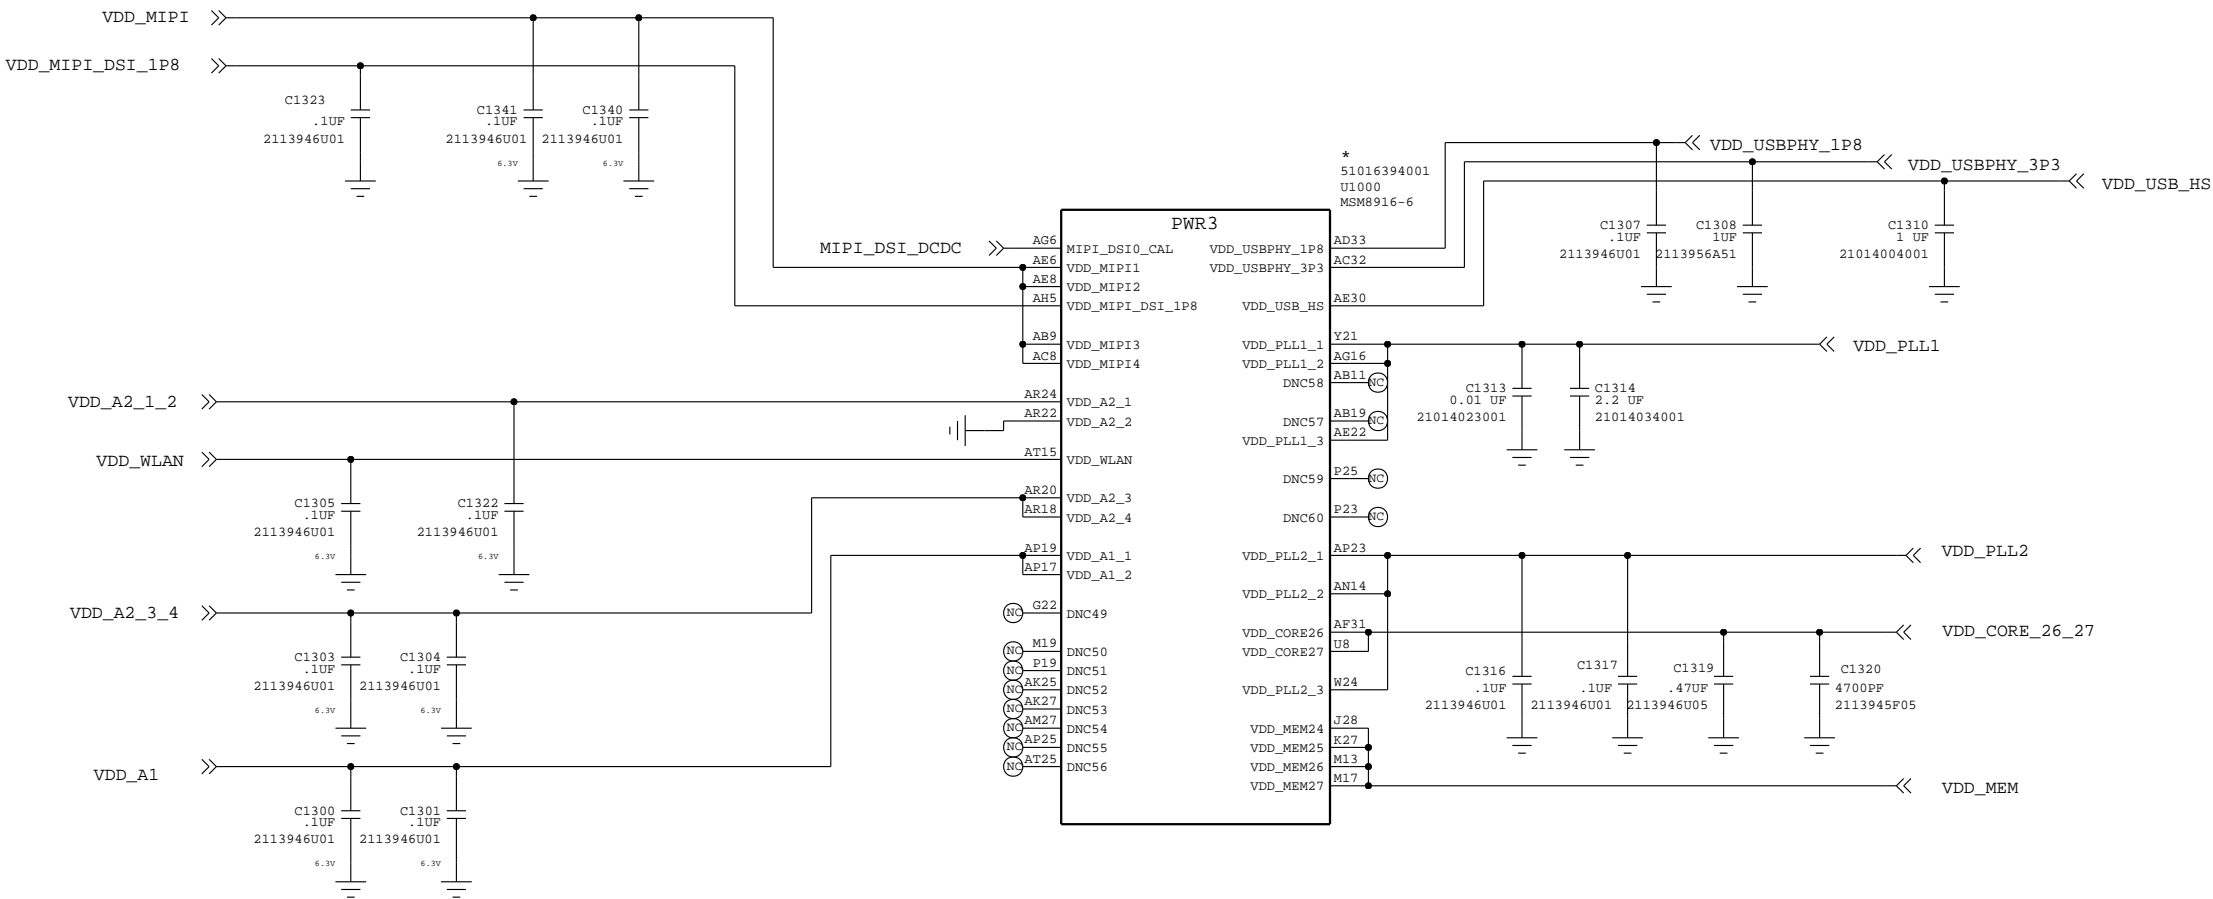 VDD_MIPI
VDD_MIPI_DSI_1P8
C1323
.1UF
2113946U01
C1341
.1UF
2113946U01
6.3V
C1340
.1UF
2113946U01
6.3V
*
51016394001
U1000
MSM8916-6
PWR3
VDD_USBPHY_1P8
VDD_USBPHY_3P3
VDD_USB_HS
C1307
.1UF
2113946U01
C1308
1UF
2113956A51
C1310
1 UF
21014004001
MIPI_DSI_DCDC
AG6 MIPI_DSI0_CAL
AE6 VDD_MIPI1
AE8 VDD_MIPI2
AH5 VDD_MIPI_DSI_1P8
AB9 VDD_MIPI3
AC8 VDD_MIPI4
VDD_A2_1_2
AR24 VDD_A2_1
AR22 VDD_A2_2
VDD_WLAN
AT15 VDD_WLAN
AR20 VDD_A2_3
AR18 VDD_A2_4
AP19 VDD_A1_1
AP17 VDD_A1_2
NC G22 DNC49
NC M19 DNC50
NC P19 DNC51
NC AK25 DNC52
NC AK27 DNC53
NC AM27 DNC54
NC AP25 DNC55
NC AT25 DNC56
C1305
.1UF
2113946U01
6.3V
C1322
.1UF
2113946U01
6.3V
VDD_A2_3_4
C1303
.1UF
2113946U01
6.3V
C1304
.1UF
2113946U01
6.3V
VDD_A1
C1300
.1UF
2113946U01
6.3V
C1301
.1UF
2113946U01
6.3V
VDD_USBPHY_1P8 AD33
VDD_USBPHY_3P3 AC32
VDD_USB_HS AE30
VDD_PLL1_1 Y21
VDD_PLL1_2 AG16
DNC58 AB11 NC
DNC57 AB19 NC
VDD_PLL1_3 AE22
DNC59 P25 NC
DNC60 P23 NC
VDD_PLL2_1 AP23
VDD_PLL2_2 AN14
VDD_CORE26 AF31
VDD_CORE27 U8
VDD_PLL2_3 W24
VDD_MEM24 J28
VDD_MEM25 K27
VDD_MEM26 M13
VDD_MEM27 M17
VDD_PLL1
C1313
0.01 UF
21014023001
C1314
2.2 UF
21014034001
VDD_PLL2
VDD_CORE_26_27
C1316
.1UF
2113946U01
C1317
.1UF
2113946U01
C1319
.47UF
2113946U05
C1320
4700PF
2113945F05
VDD_MEM